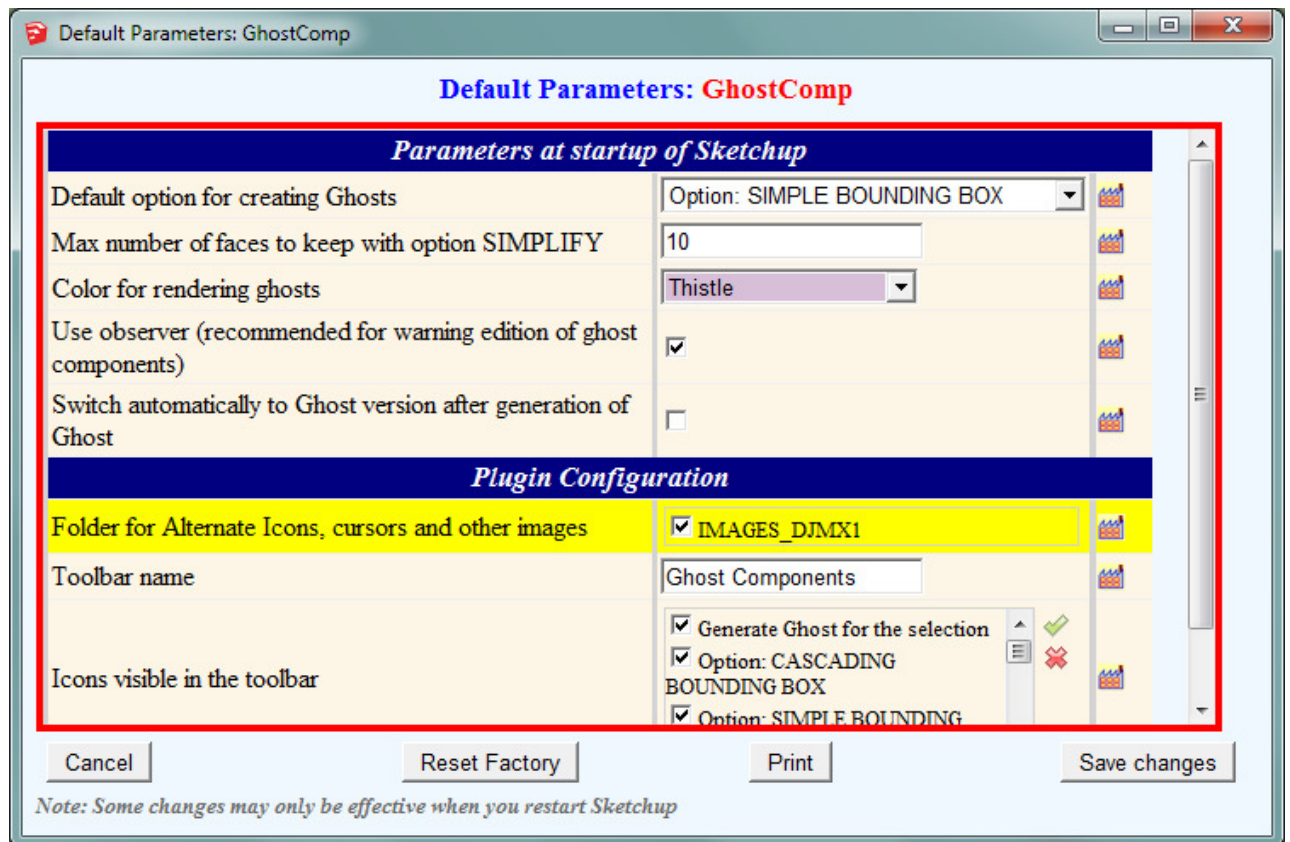 Default Parameters: GhostComp
Default Parameters: GhostComp
Parameters at startup of Sketchup
Default option for creating Ghosts
Option: SIMPLE BOUNDING BOX
Max number of faces to keep with option SIMPLIFY
10
Color for rendering ghosts
Thistle
Use observer (recommended for warning edition of ghost
components)
Switch automatically to Ghost version after generation of
Ghost
Plugin Configuration
Folder for Alternate Icons, cursors and other images
IMAGES_DJMX1
Toolbar name
Ghost Components
Icons visible in the toolbar
Generate Ghost for the selection
Option: CASCADING
BOUNDING BOX
Option: SIMPLE BOUNDING
Cancel
Reset Factory
Print
Save changes
Note: Some changes may only be effective when you restart Sketchup